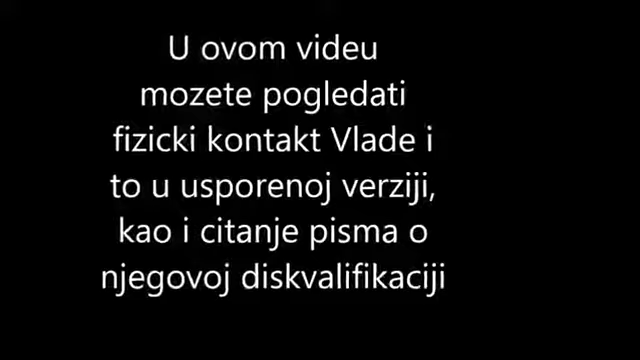 U ovom videu
mozete pogledati
fizicki kontakt Vlade i
to u usporenoj verziji,
kao i citanje pisma o
njegovoj diskvalifikaciji